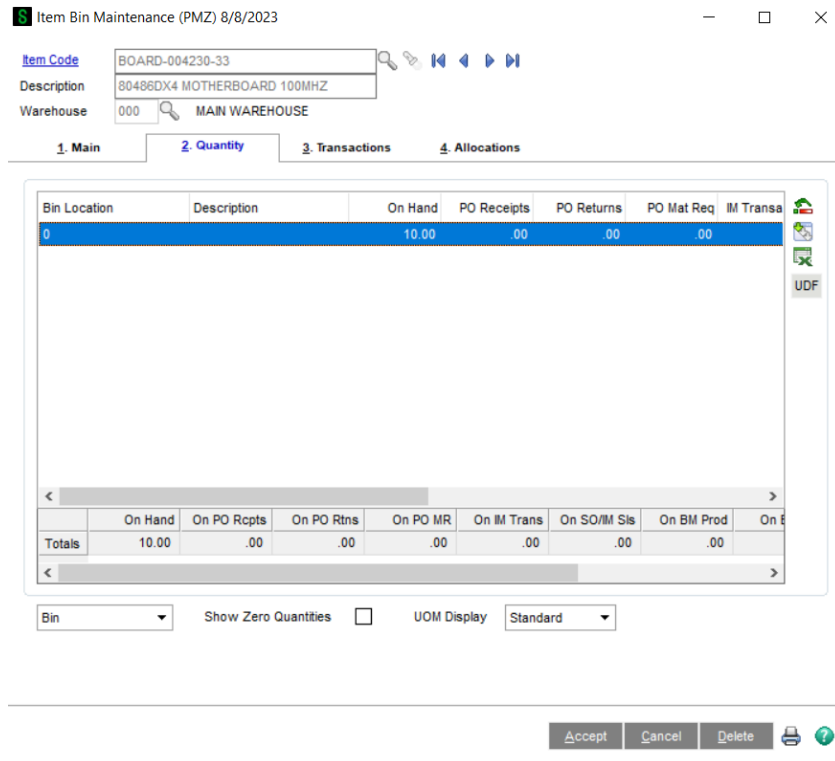 S Item Bin Maintenance (PMZ) 8/8/2023
Item Code BOARD-004230-33
Description 80486DX4 MOTHERBOARD 100MHZ
Warehouse 000 MAIN WAREHOUSE
1. Main 2. Quantity 3. Transactions 4. Allocations
Bin Location Description On Hand PO Receipts PO Returns PO Mat Req IM Transa
0 10.00 .00 .00 .00
UDF
On Hand On PO Rcpts On PO Rtns On PO MR On IM Trans On SO/IM Sls On BM Prod On
Totals 10.00 .00 .00 .00 .00 .00 .00
Bin Show Zero Quantities UOM Display Standard
Accept Cancel Delete ?